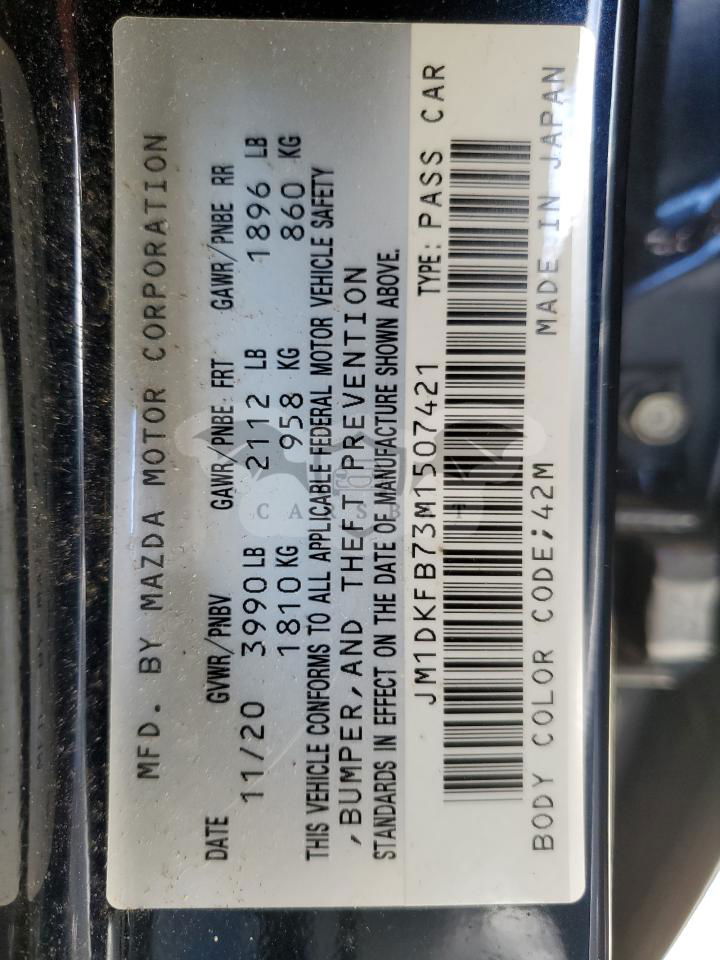 MFD. BY MAZDA MOTOR CORPORATION
DATE GVWR/PNBV GAWR/PNBE FRT GAWR/PNBE RR
11/20 3990 LB 2112 LB 1896 LB
1810 KG 958 KG 860 KG
THIS VEHICLE CONFORMS TO ALL APPLICABLE FEDERAL MOTOR VEHICLE SAFETY
,BUMPER,AND THEFT PREVENTION
STANDARDS IN EFFECT ON THE DATE OF MANUFACTURE SHOWN ABOVE.
JM1DKFB73M1507421 TYPE: PASS CAR
BODY COLOR CODE;42M MADE IN JAPAN